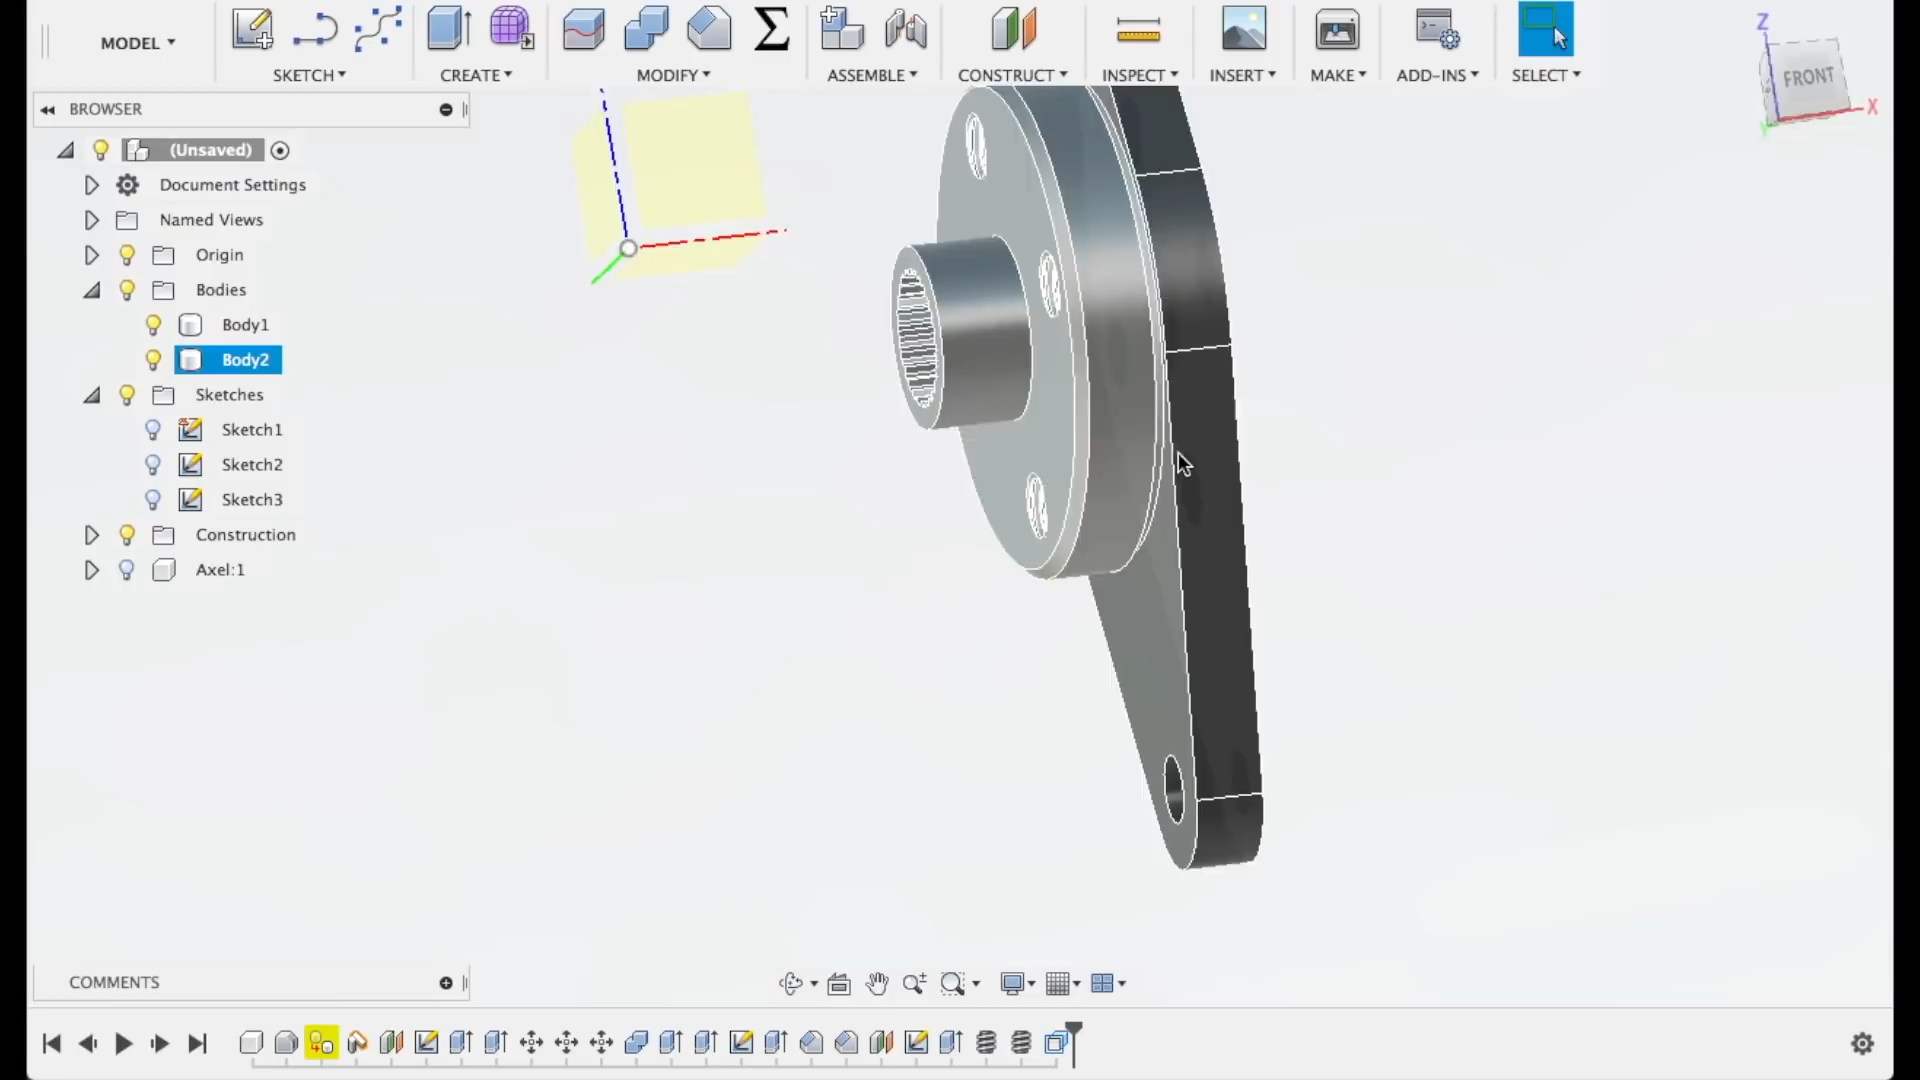 MODEL
SKETCH
CREATE
MODIFY
ASSEMBLE
CONSTRUCT
INSPECT
INSERT
MAKE
ADD-INS
SELECT
Z
FRONT
X
BROWSER
(Unsaved)
Document Settings
Named Views
Origin
Bodies
Body1
Body2
Sketches
Sketch1
Sketch2
Sketch3
Construction
Axel:1
COMMENTS